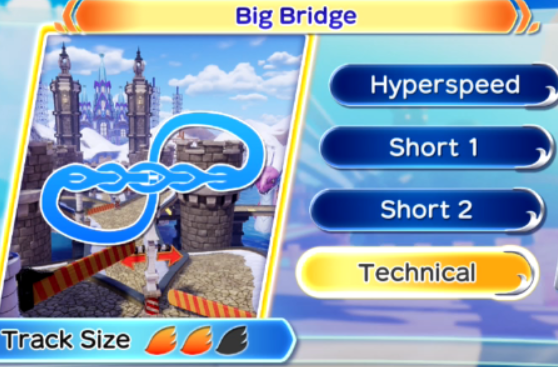 Big Bridge
Hyperspeed
Short 1
Short 2
Technical
Track Size